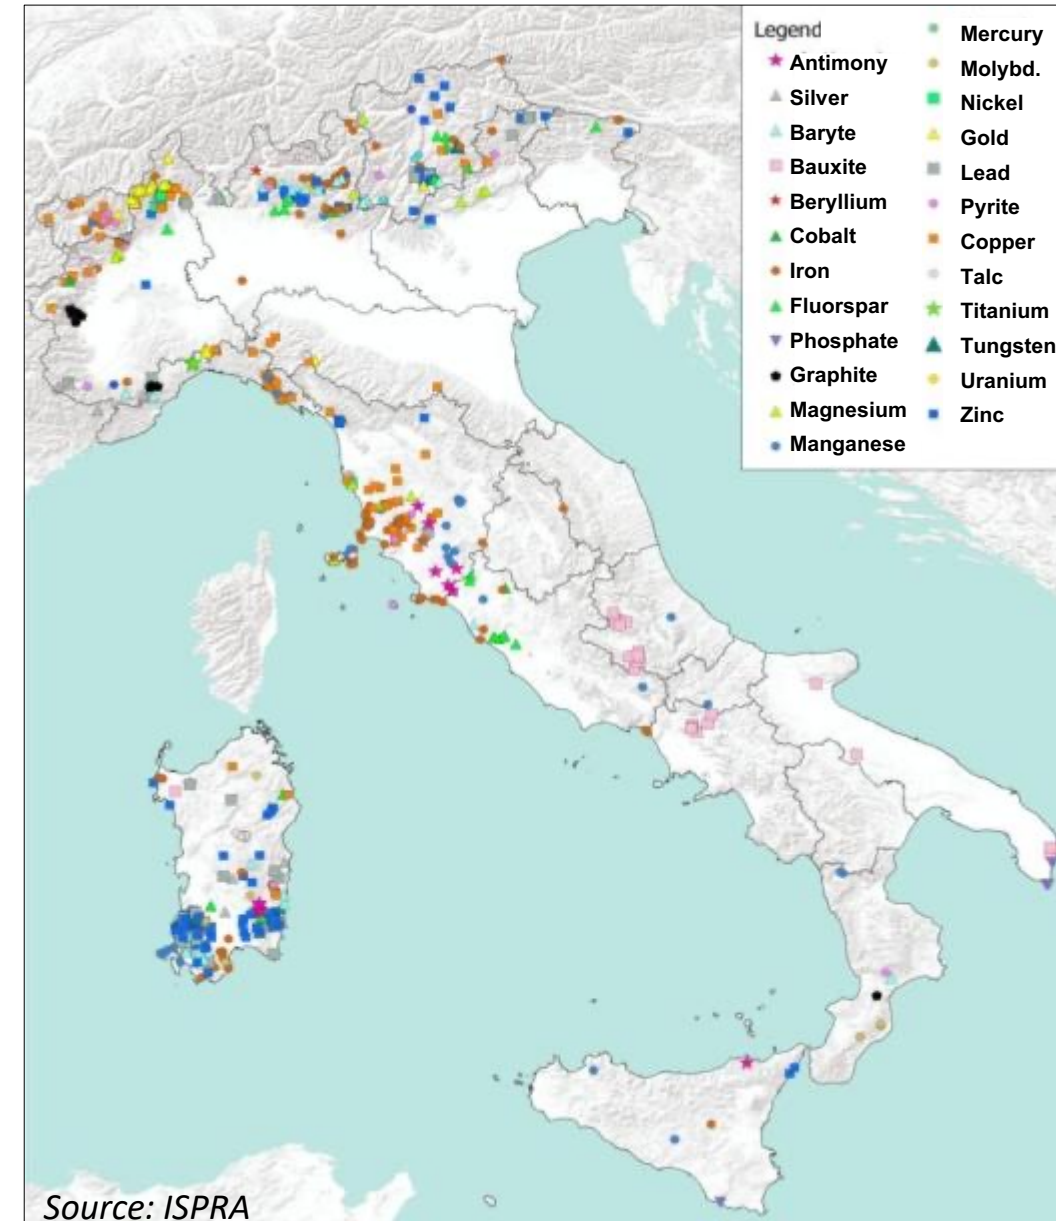 Legend
Antimony
Silver
Baryte
Bauxite
Beryllium
Cobalt
Iron
Fluorspar
Phosphate
Graphite
Magnesium
Manganese
Mercury
Molybd.
Nickel
Gold
Lead
Pyrite
Copper
Talc
Titanium
Tungsten
Uranium
Zinc
Source: ISPRA